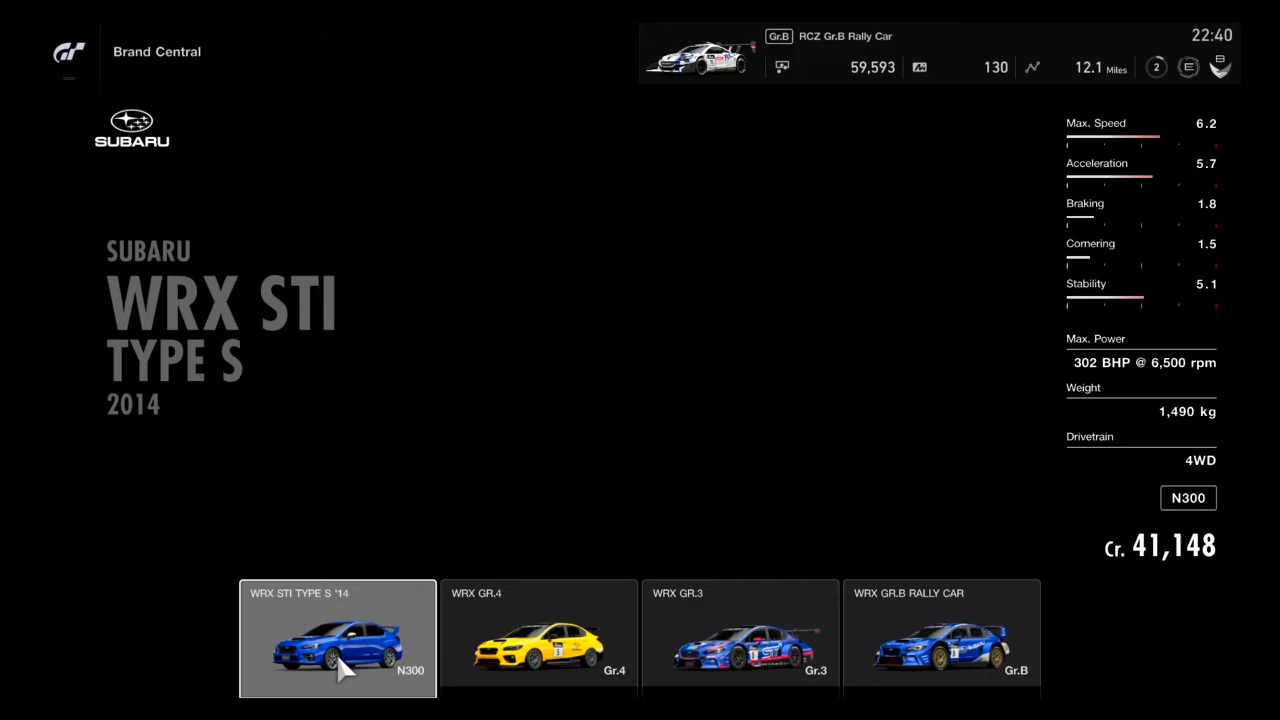 Brand Central
Gr.B RCZ Gr.B Rally Car
22:40
59,593
130
12.1 Miles
2
E
B
SUBARU
SUBARU
WRX STI
TYPE S
2014
Max. Speed 6.2
Acceleration 5.7
Braking 1.8
Cornering 1.5
Stability 5.1
Max. Power
302 BHP @ 6,500 rpm
Weight
1,490 kg
Drivetrain
4WD
N300
Cr. 41,148
WRX STI TYPE S '14
N300
WRX GR.4
Gr.4
WRX GR.3
Gr.3
WRX GR.B RALLY CAR
Gr.B